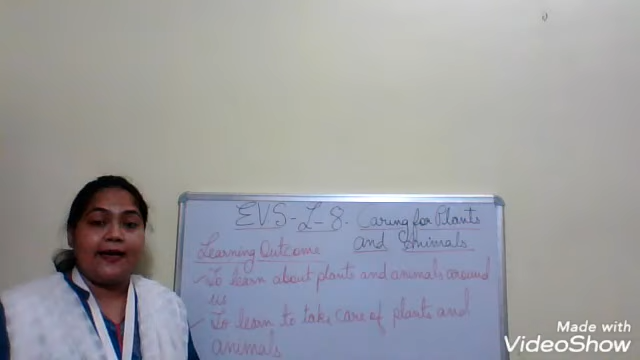 EVS-L-8. Caring for Plants
and Animals
Learning Outcome
✓ To learn about plants and animals around
us
✓ To learn to take care of plants and
animals
Made with
VideoShow